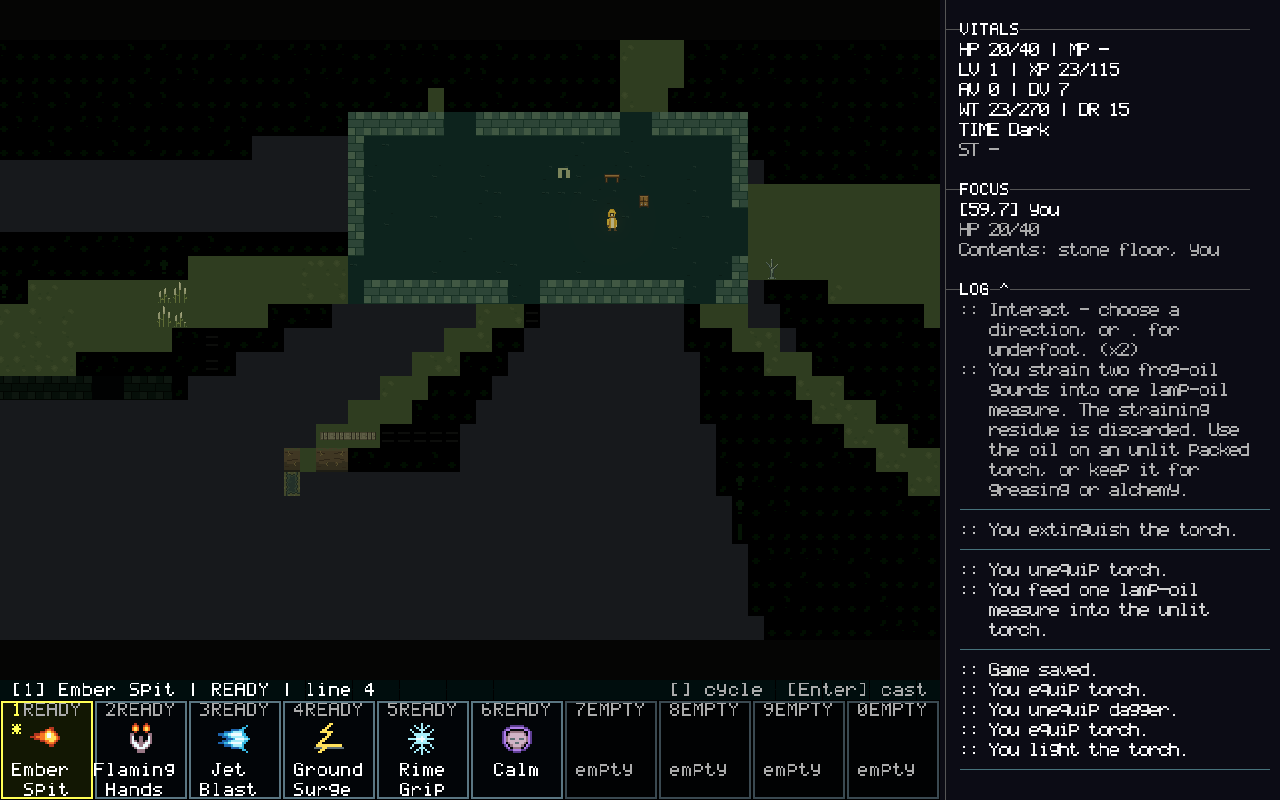 VITALS
HP 20/40 | MP -
LV 1 | XP 23/115
AV 0 | DV 7
WT 23/270 | DR 15
TIME Dark
ST -
FOCUS
[59,7] You
HP 20/40
Contents: stone floor, you
LOG ^
:: Interact - choose a
direction, or . for
underfoot. (x2)
:: You strain two frog-oil
gourds into one lamp-oil
measure. The straining
residue is discarded. Use
the oil on an unlit packed
torch, or keep it for
greasing or alchemy.
:: You extinguish the torch.
:: You unequip torch.
:: You feed one lamp-oil
measure into the unlit
torch.
:: Game saved.
:: You equip torch.
:: You unequip dagger.
:: You equip torch.
:: You light the torch.
[1] Ember Spit | READY | line 4
[] cycle [Enter] cast
1READY 2READY 3READY 4READY 5READY 6READY 7EMPTY 8EMPTY 9EMPTY 0EMPTY
*
Ember Flaming Jet Ground Rime Calm empty empty empty empty
Spit Hands Blast Surge Grip